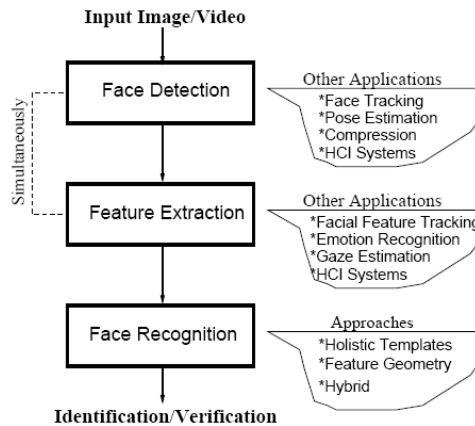 Input Image/Video
Face Detection
Other Applications
*Face Tracking
*Pose Estimation
*Compression
*HCI Systems
Simultaneously
Feature Extraction
Other Applications
*Facial Feature Tracking
*Emotion Recognition
*Gaze Estimation
*HCI Systems
Face Recognition
Approaches
*Holistic Templates
*Feature Geometry
*Hybrid
Identification/Verification